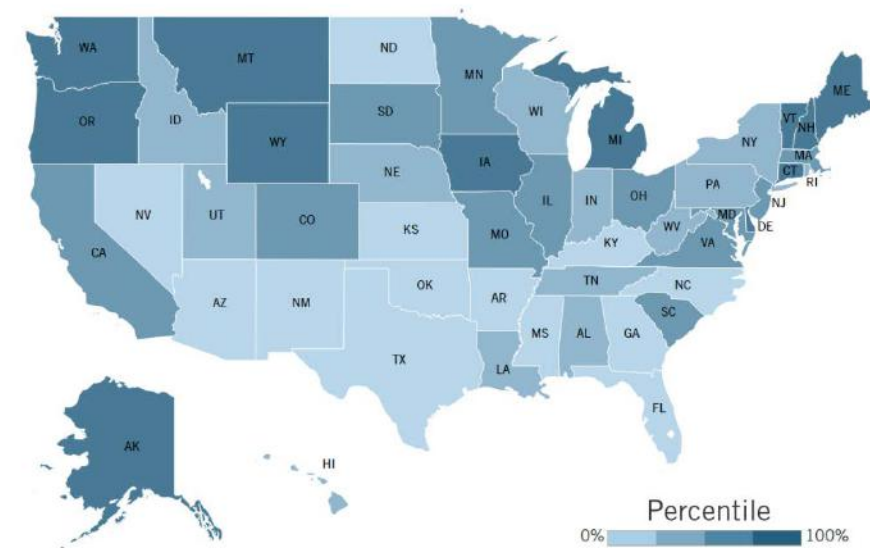 WA
MT
ND
MN
ME
VT
NH
OR
ID
SD
WI
NY
MA
MI
CT
RI
WY
IA
NE
PA
NJ
NV
UT
CO
IL
IN
OH
MD
DE
CA
KS
MO
WV
VA
KY
TN
NC
AZ
NM
OK
AR
SC
MS
AL
GA
TX
LA
FL
AK
HI
Percentile
0%
100%